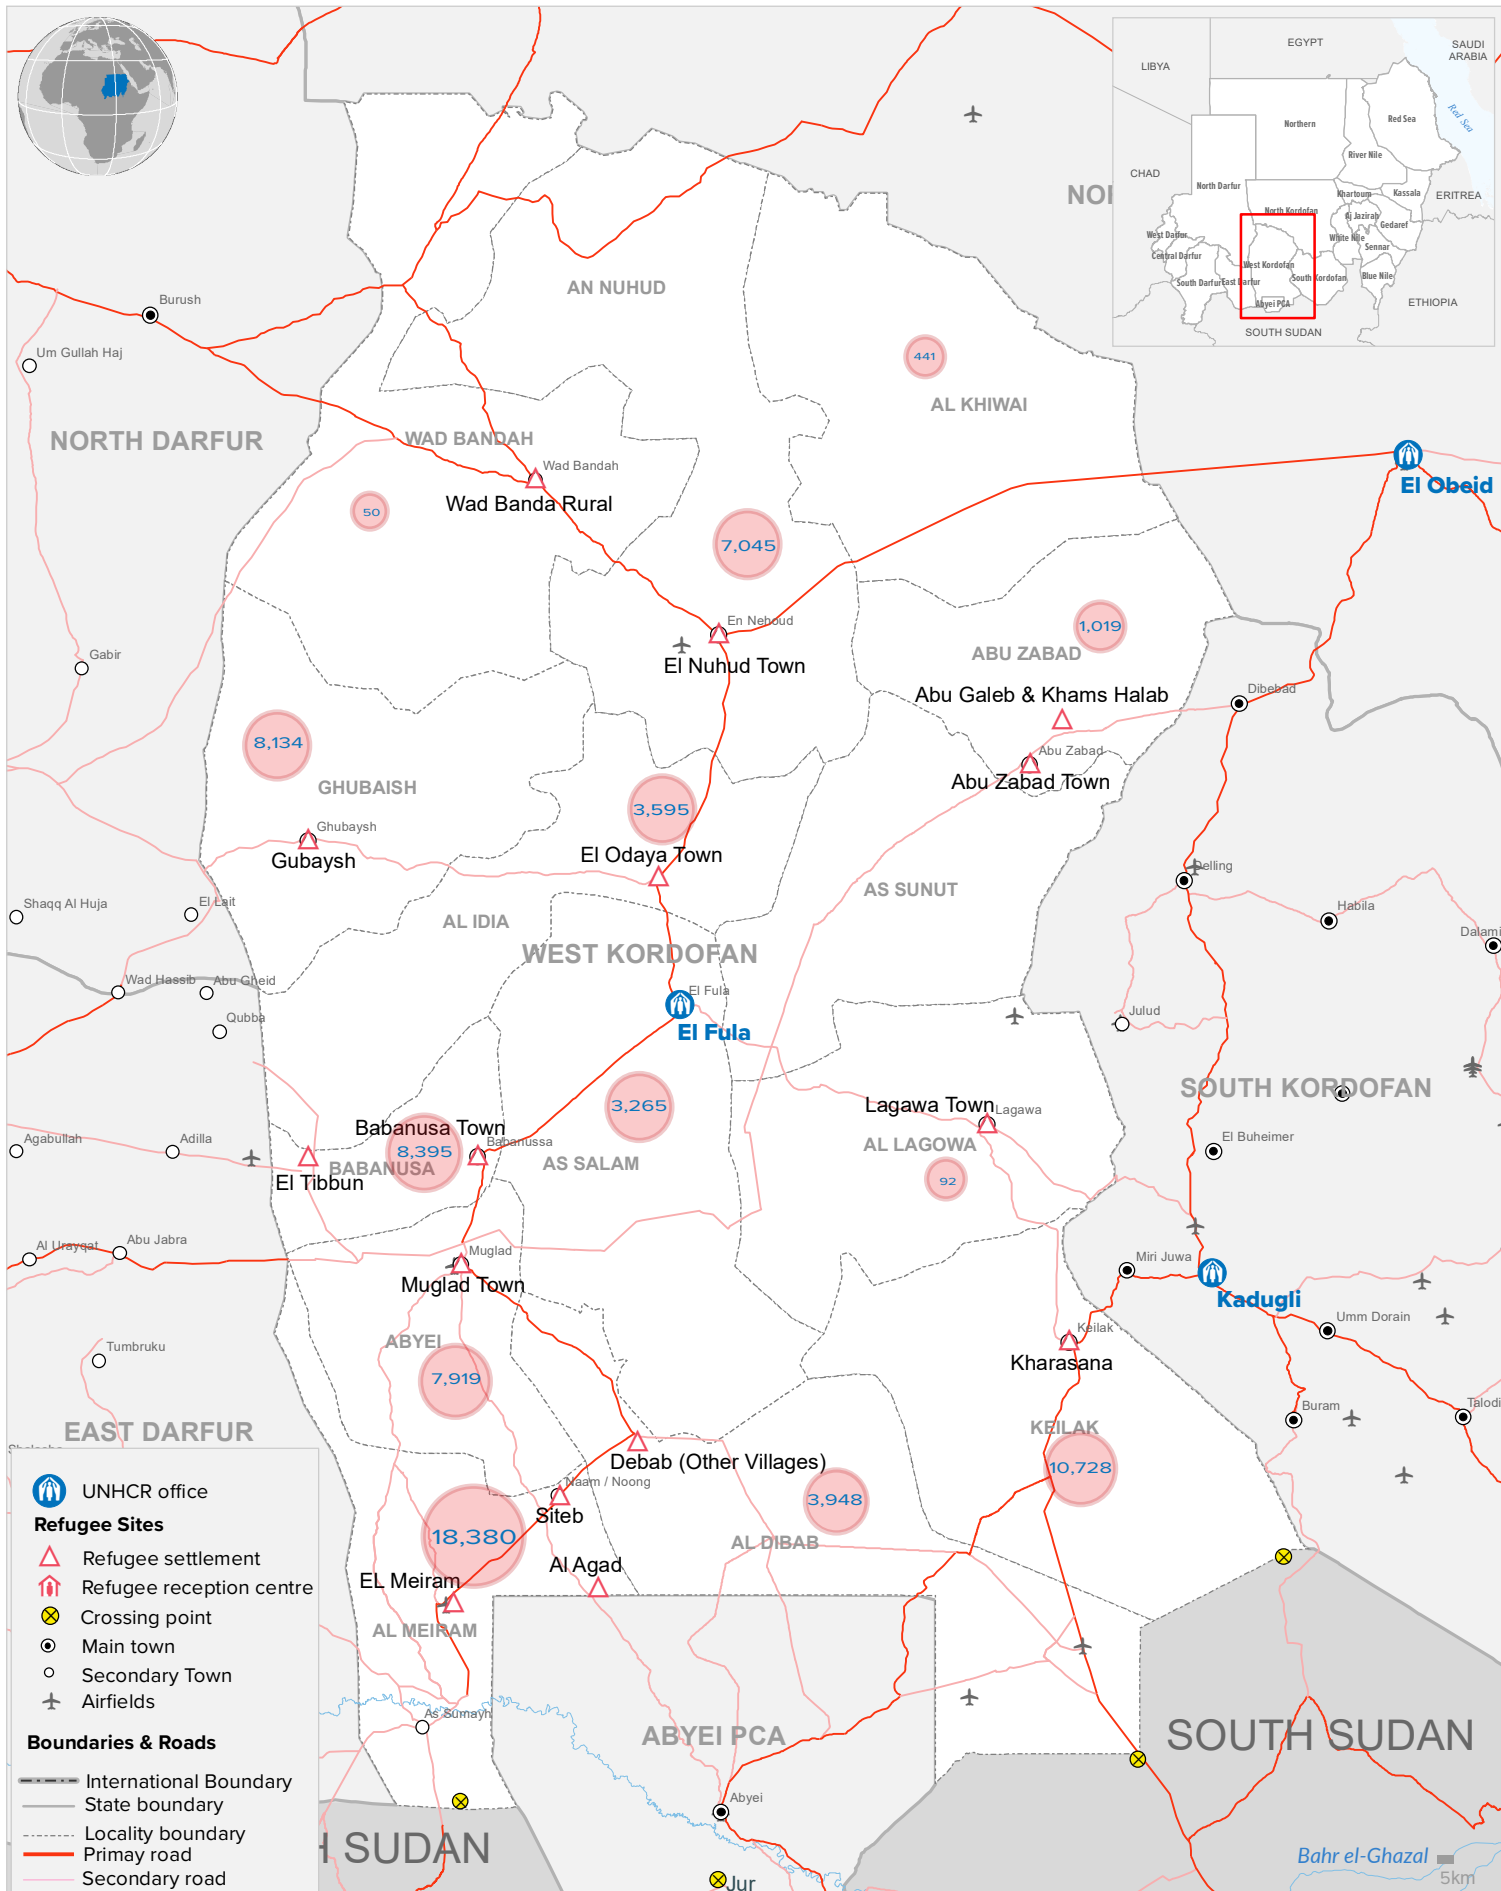 EGYPT
SAUDI
ARABIA
LIBYA
Red Sea
Northern
Red Sea
River Nile
CHAD
North Darfur
Khartoum
Kassala
ERITREA
North Kordofan
Aj Jazirah
Gedaref
West Darfur
White Nile
Sennar
Central Darfur
West Kordofan
South Kordofan
Blue Nile
South Darfur
East Darfur
Abyei PCA
ETHIOPIA
SOUTH SUDAN
NOR
AN NUHUD
Burush
Um Gullah Haj
441
AL KHIWAI
NORTH DARFUR
WAD BANDAH
Wad Bandah
Wad Banda Rural
El Obeid
50
7,045
En Nehoud
El Nuhud Town
1,019
ABU ZABAD
Gabir
Abu Galeb & Khams Halab
Dibebad
8,134
Abu Zabad
Abu Zabad Town
GHUBAISH
3,595
Ghubaysh
Gubaysh
El Odaya Town
Delling
AS SUNUT
Shaqq Al Huja
El Lait
Habila
AL IDIA
Dalami
WEST KORDOFAN
Wad Hassib
Abu Gheid
El Fula
El Fula
Qubba
Julud
SOUTH KORDOFAN
3,265
Lagawa Town
Lagawa
Babanusa Town
Agabullah
Adilla
8,395
Babanussa
AL LAGOWA
El Buheimer
BABANUSA
AS SALAM
El Tibbun
92
Al Urayqat
Abu Jabra
Muglad
Miri Juwa
Muglad Town
Kadugli
Umm Dorain
Keilak
Tumbruku
ABYEI
Kharasana
7,919
Buram
Talodi
EAST DARFUR
KEILAK
Debab (Other Villages)
10,728
Naam / Noong
3,948
Siteb
18,380
AL DIBAB
Al Agad
EL Meiram
AL MEIRAM
As Sumayh
ABYEI PCA
SOUTH SUDAN
Abyei
H SUDAN
Bahr el-Ghazal
5km
Jur
UNHCR office
Refugee Sites
Refugee settlement
Refugee reception centre
Crossing point
Main town
Secondary Town
Airfields
Boundaries & Roads
International Boundary
State boundary
Locality boundary
Primay road
Secondary road